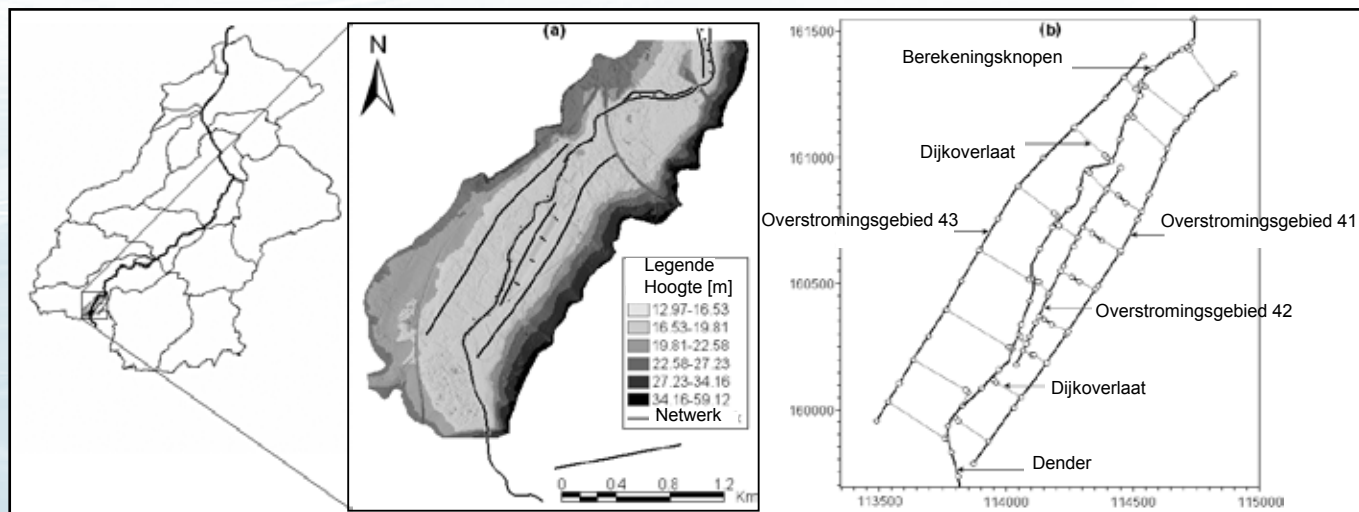 (a)
N
Legende
Hoogte [m]
12.97-16.53
16.53-19.81
19.81-22.58
22.58-27.23
27.23-34.16
34.16-59.12
Netwerk
0 0.4 0.8 1.2
Km
(b)
161500
161000
160500
160000
113500 114000 114500 115000
Berekeningsknopen
Dijkoverlaat
Overstromingsgebied 43
Overstromingsgebied 41
Overstromingsgebied 42
Dijkoverlaat
Dender